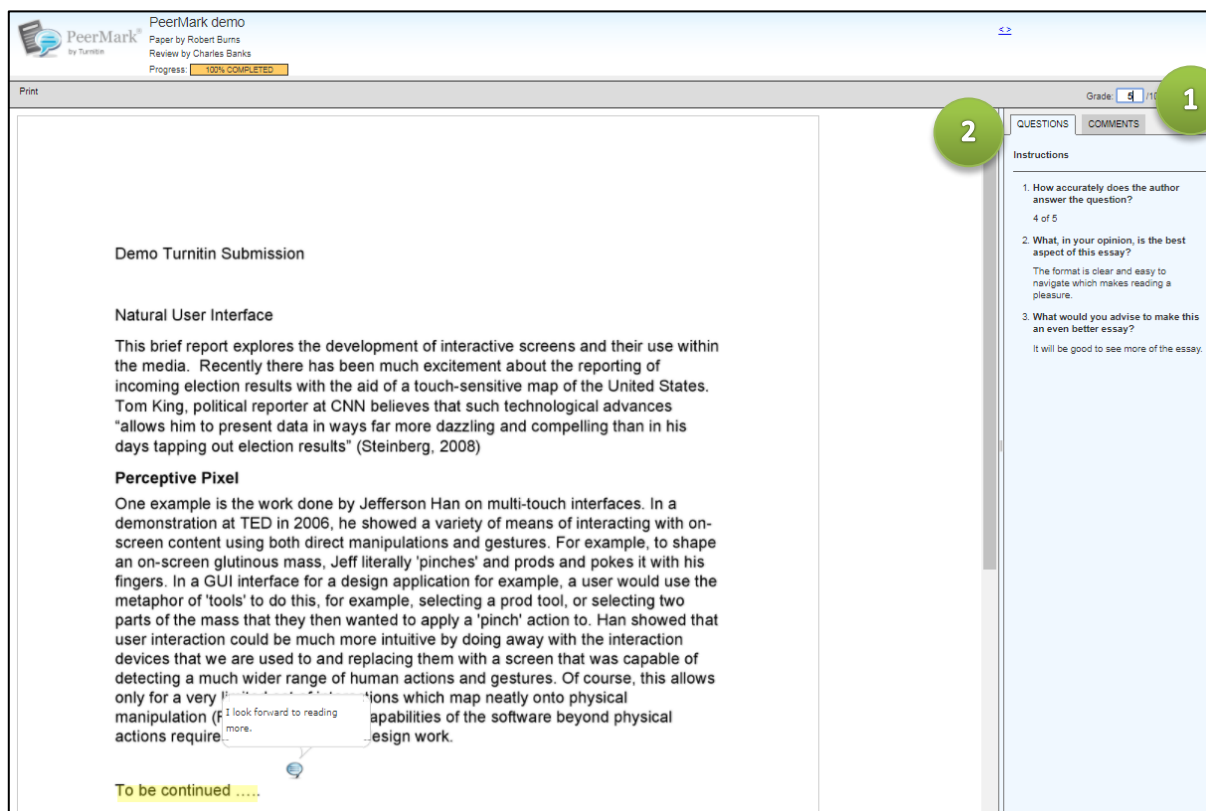 PeerMark®
by Turnitin
PeerMark demo
Paper by Robert Burns
Review by Charles Banks
Progress: 100% COMPLETED
<>
Print
Grade: 5 /10
1
2
QUESTIONS COMMENTS
Instructions
1. How accurately does the author
answer the question?
4 of 5
2. What, in your opinion, is the best
aspect of this essay?
The format is clear and easy to
navigate which makes reading a
pleasure.
3. What would you advise to make this
an even better essay?
It will be good to see more of the essay.
Demo Turnitin Submission
Natural User Interface
This brief report explores the development of interactive screens and their use within
the media. Recently there has been much excitement about the reporting of
incoming election results with the aid of a touch-sensitive map of the United States.
Tom King, political reporter at CNN believes that such technological advances
“allows him to present data in ways far more dazzling and compelling than in his
days tapping out election results” (Steinberg, 2008)
Perceptive Pixel
One example is the work done by Jefferson Han on multi-touch interfaces. In a
demonstration at TED in 2006, he showed a variety of means of interacting with on-
screen content using both direct manipulations and gestures. For example, to shape
an on-screen glutinous mass, Jeff literally 'pinches' and prods and pokes it with his
fingers. In a GUI interface for a design application for example, a user would use the
metaphor of 'tools' to do this, for example, selecting a prod tool, or selecting two
parts of the mass that they then wanted to apply a 'pinch' action to. Han showed that
user interaction could be much more intuitive by doing away with the interaction
devices that we are used to and replacing them with a screen that was capable of
detecting a much wider range of human actions and gestures. Of course, this allows
only for a very which map neatly onto physical
manipulation of the software beyond physical
actions work.
I look forward to reading
more.
To be continued …..